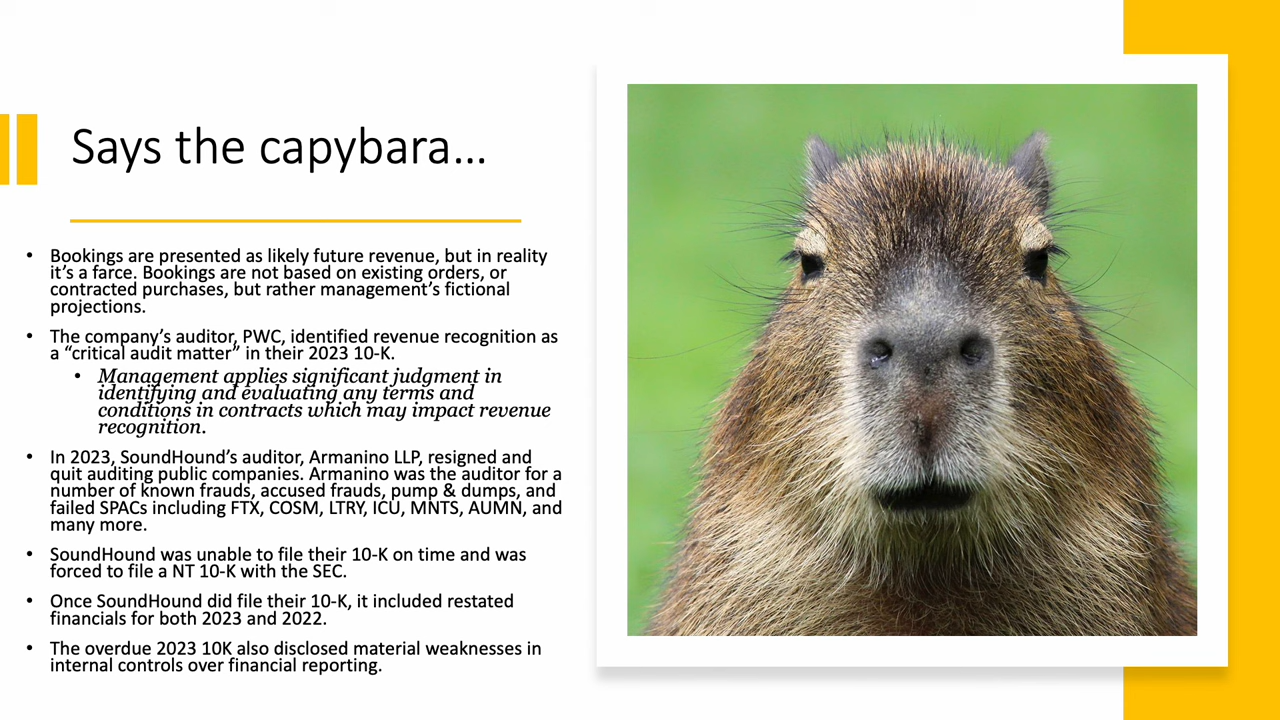 Says the capybara…
• Bookings are presented as likely future revenue, but in reality
it’s a farce. Bookings are not based on existing orders, or
contracted purchases, but rather management’s fictional
projections.
• The company’s auditor, PWC, identified revenue recognition as
a “critical audit matter” in their 2023 10-K.
• Management applies significant judgment in
identifying and evaluating any terms and
conditions in contracts which may impact revenue
recognition.
• In 2023, SoundHound’s auditor, Armanino LLP, resigned and
quit auditing public companies. Armanino was the auditor for a
number of known frauds, accused frauds, pump & dumps, and
failed SPACs including FTX, COSM, LTRY, ICU, MNTS, AUMN, and
many more.
• SoundHound was unable to file their 10-K on time and was
forced to file a NT 10-K with the SEC.
• Once SoundHound did file their 10-K, it included restated
financials for both 2023 and 2022.
• The overdue 2023 10K also disclosed material weaknesses in
internal controls over financial reporting.